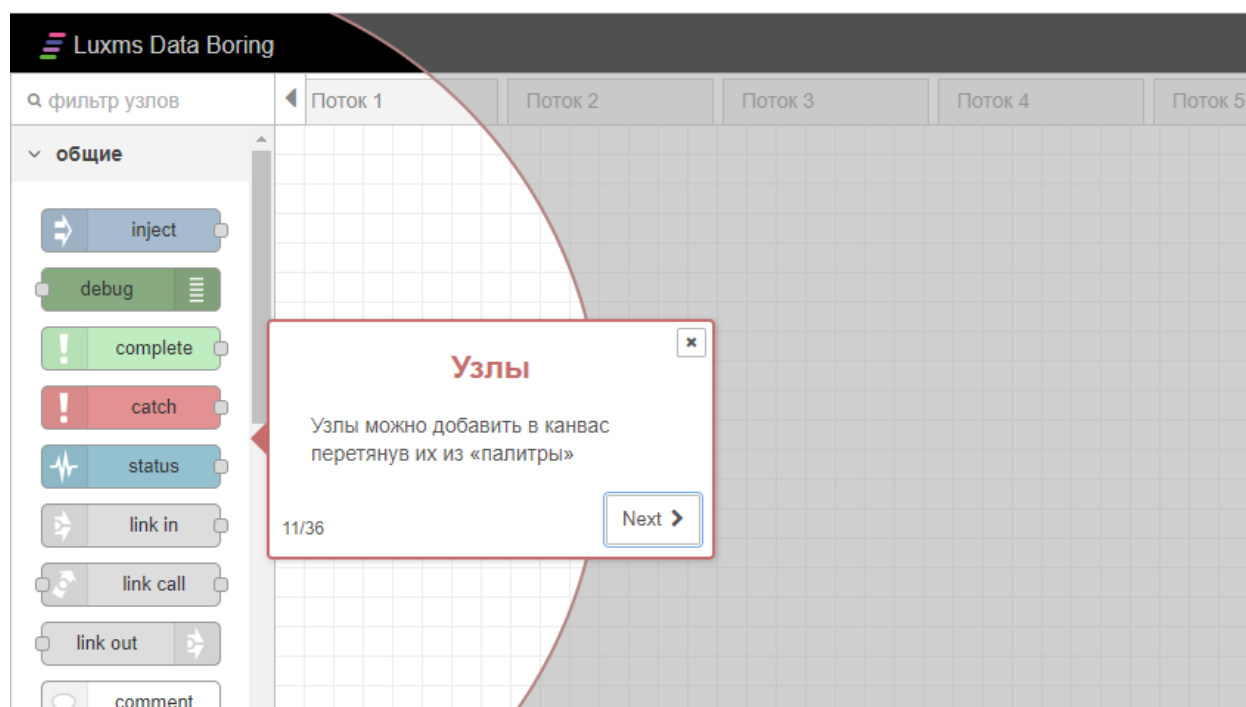 Luxms Data Boring
фильтр узлов
Поток 1
Поток 2
Поток 3
Поток 4
Поток 5
общие
inject
debug
complete
catch
status
link in
link call
link out
comment
Узлы
Узлы можно добавить в канвас
перетянув их из «палитры»
11/36
Next